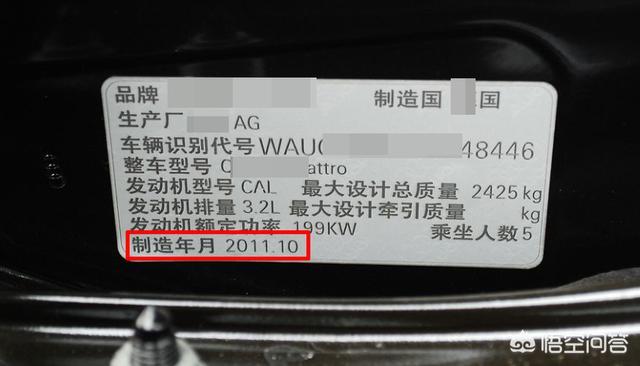 品牌 制造国 国
生产厂 AG
车辆识别代号 WAU 48446
整车型号 Q attro
发动机型号 CAL 最大设计总质量 2425 kg
发动机排量 3.2L 最大设计牵引质量 kg
发动机额定功率 199KW 乘坐人数 5
制造年月 2011.10
悟空问答